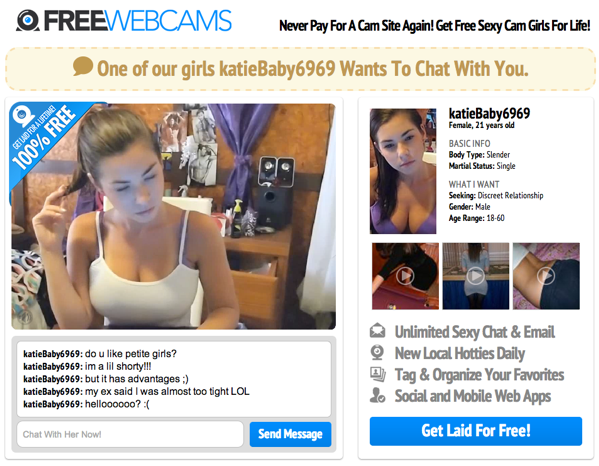 FREEWEBCAMS
Never Pay For A Cam Site Again! Get Free Sexy Cam Girls For Life!
One of our girls katieBaby6969 Wants To Chat With You.
GET LAID FOR A LIFETIME!
100% FREE
katieBaby6969
Female, 21 years old
BASIC INFO
Body Type: Slender
Martial Status: Single
WHAT I WANT
Seeking: Discret Relationship
Gender: Male
Age Range: 18-60
katieBaby6969: do u like petite girls?
katieBaby6969: im a lil shorty!!!
katieBaby6969: but it has advantages ;)
katieBaby6969: my ex said I was almost too tight LOL
katieBaby6969: helloooooo? :(
Chat With Her Now!
Send Message
Unlimited Sexy Chat & Email
New Local Hotties Daily
Tag & Organize Your Favorites
Social and Mobile Web Apps
Get Laid For Free!